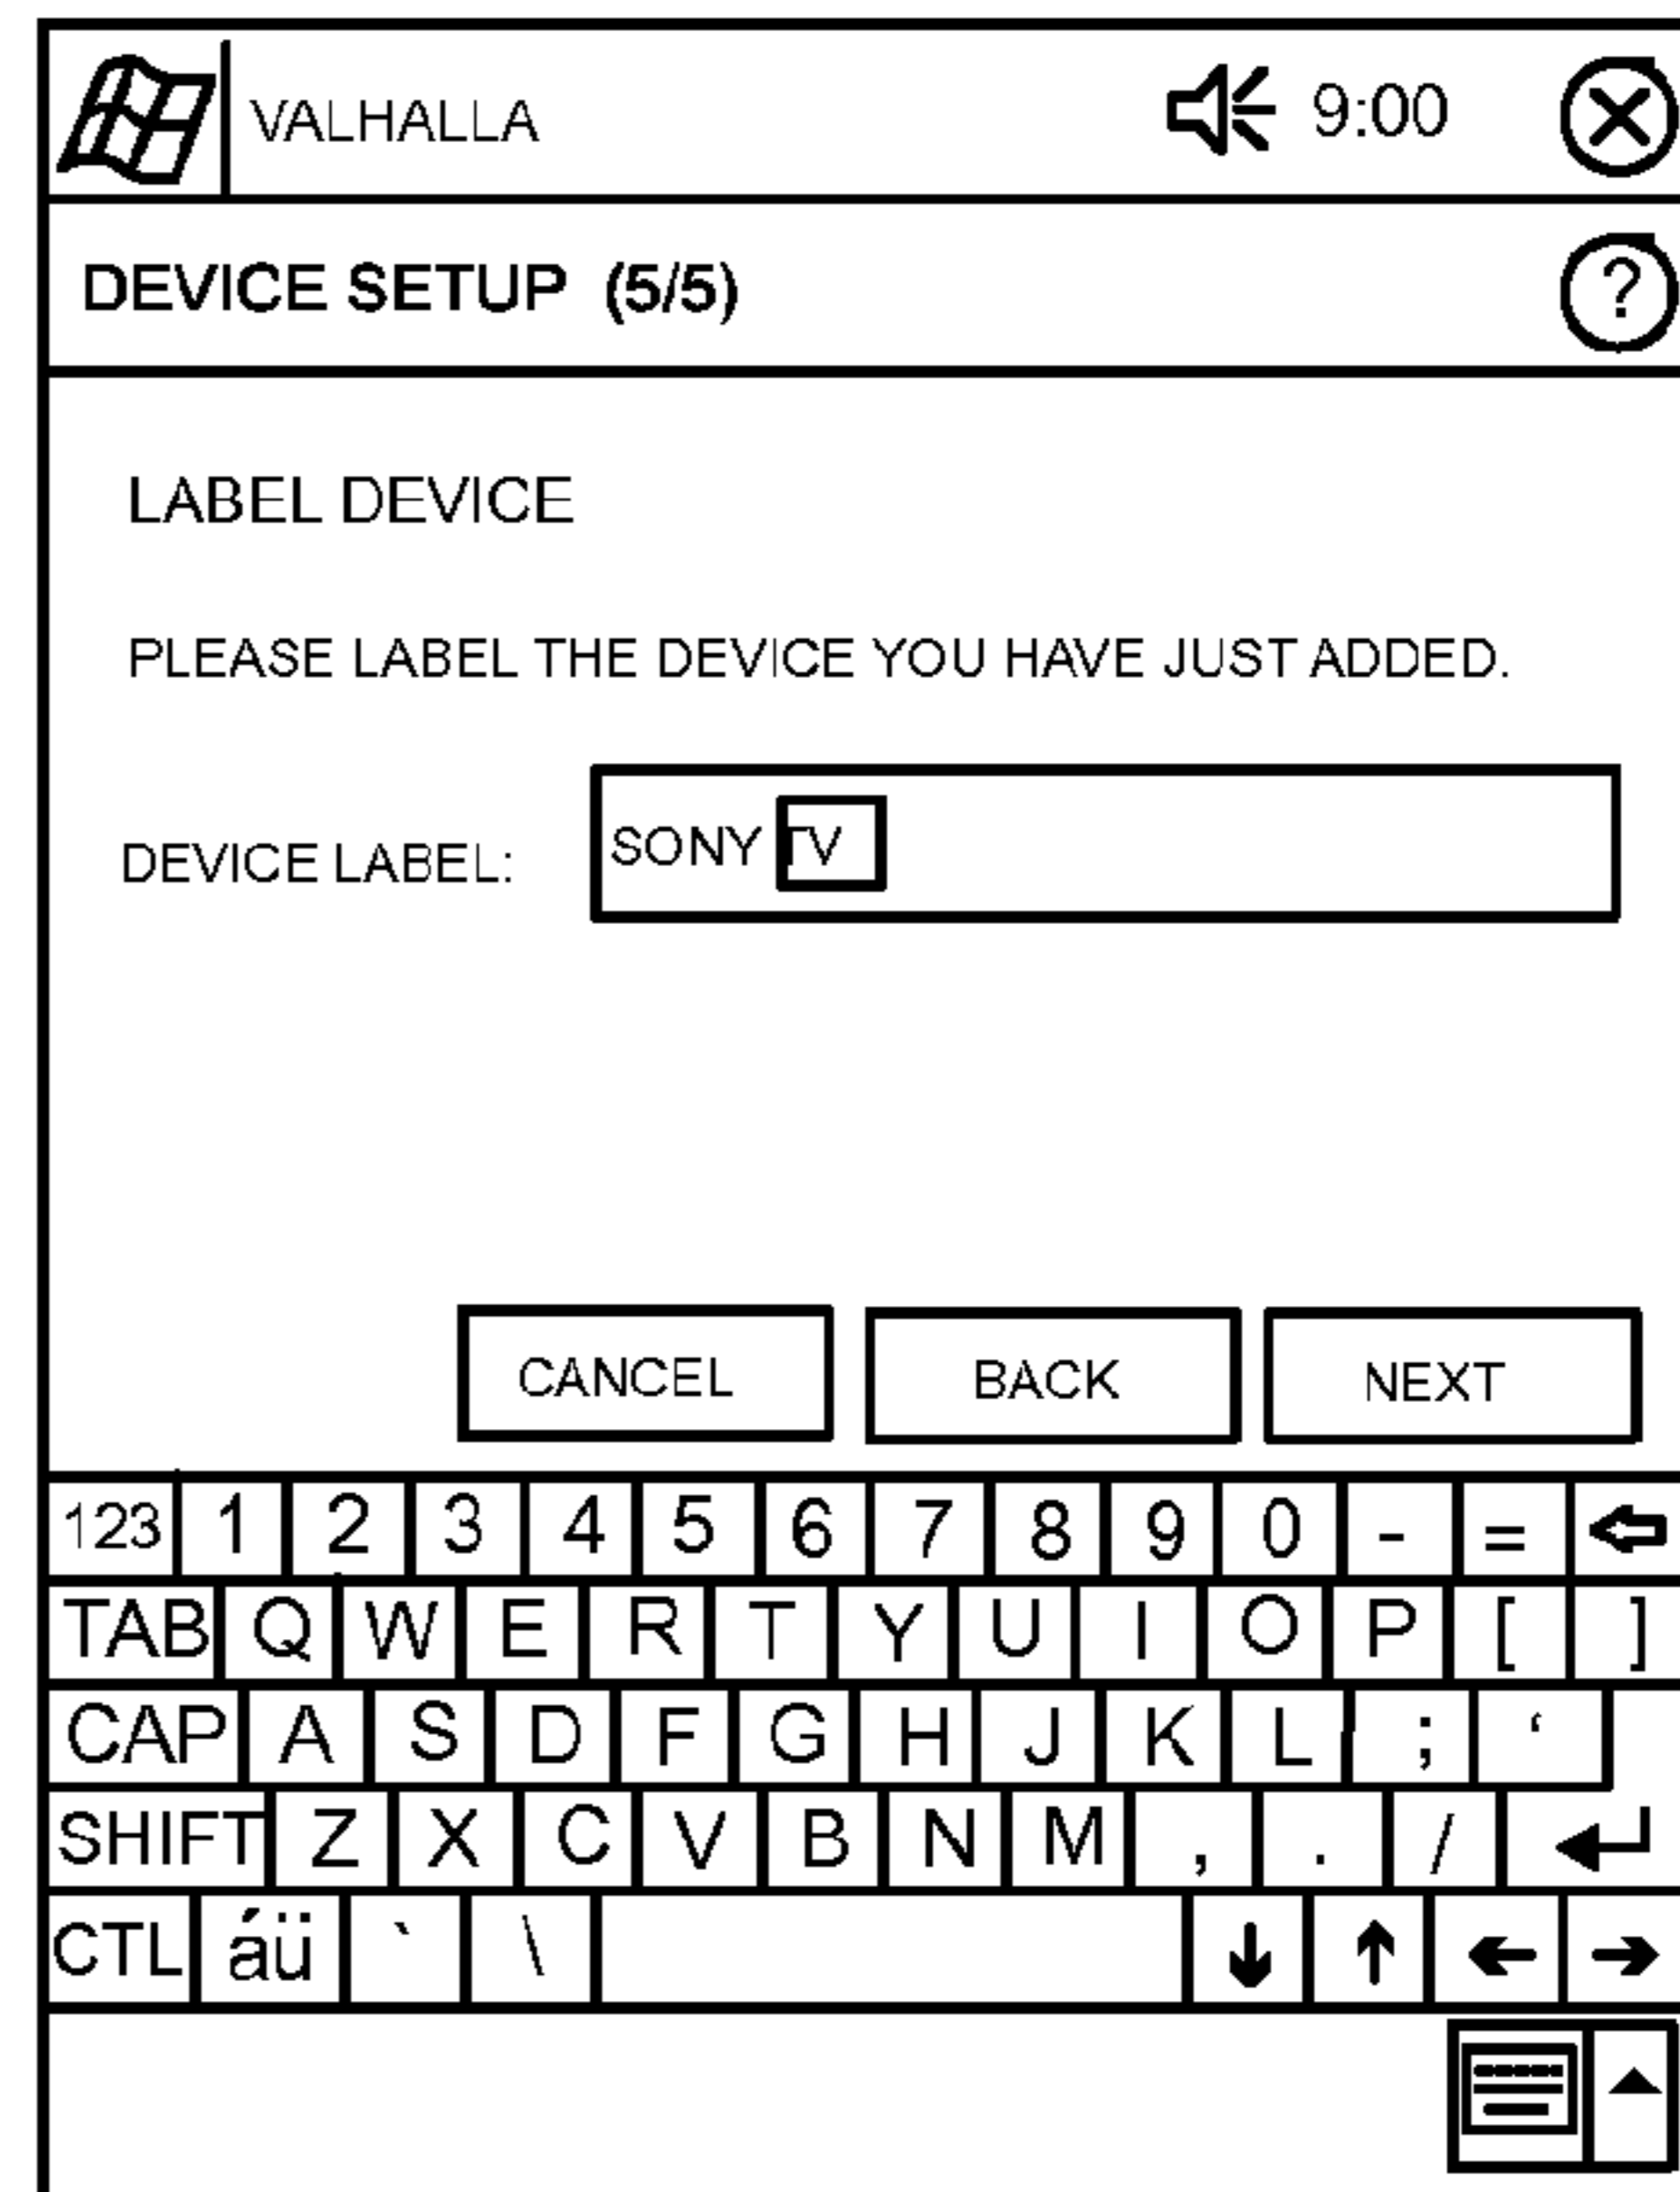 VALHALLA 9:00
DEVICE SETUP (5/5) ?
LABEL DEVICE
PLEASE LABEL THE DEVICE YOU HAVE JUST ADDED.
DEVICE LABEL: SONY TV
CANCEL BACK NEXT
123 1 2 3 4 5 6 7 8 9 0 - =
TAB Q W E R T Y U I O P [ ]
CAP A S D F G H J K L ; ‘
SHIFT Z X C V B N M , . /
CTL áü ` \